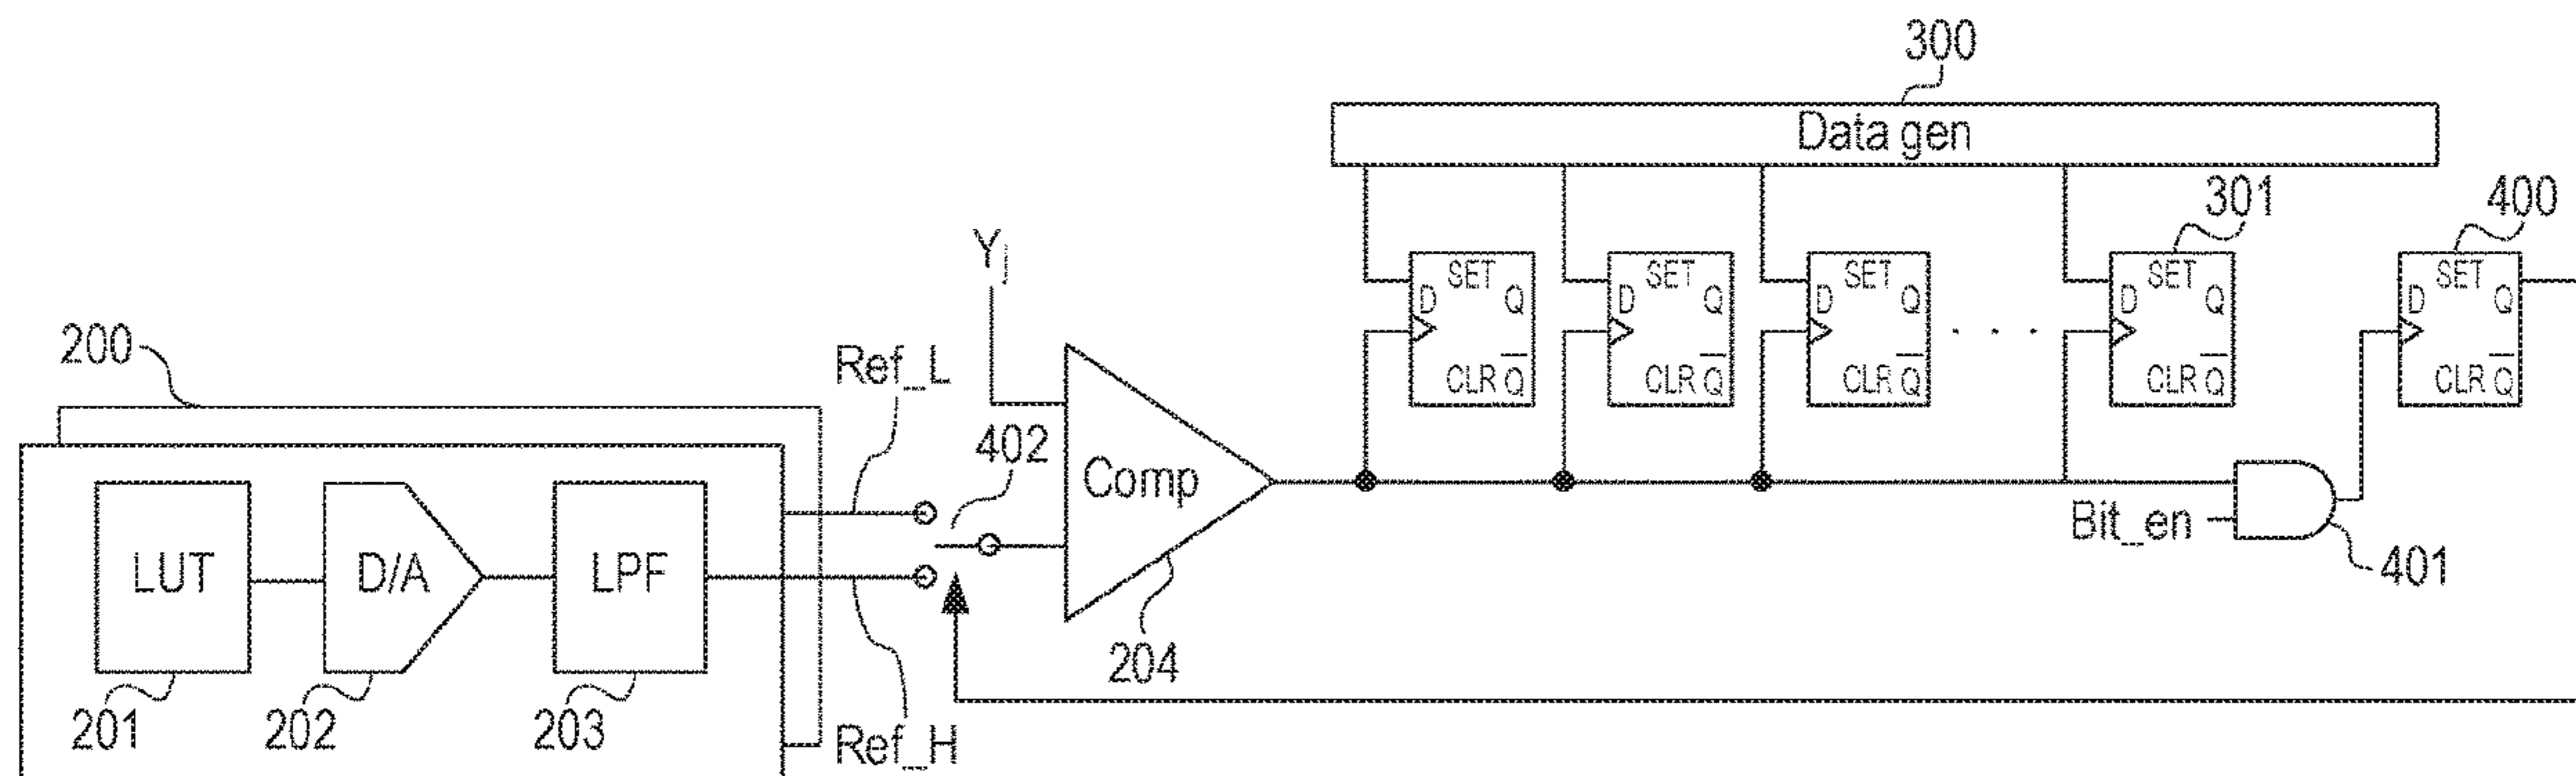 300
Data gen
301
400
Yj
SET
D Q
CLR Q
SET
D Q
CLR Q
SET
D Q
CLR Q
. . .
SET
D Q
CLR Q
SET
D Q
CLR Q
200
Ref_L
402
Comp
Bit_en
401
LUT
D/A
LPF
204
201
202
203
Ref_H